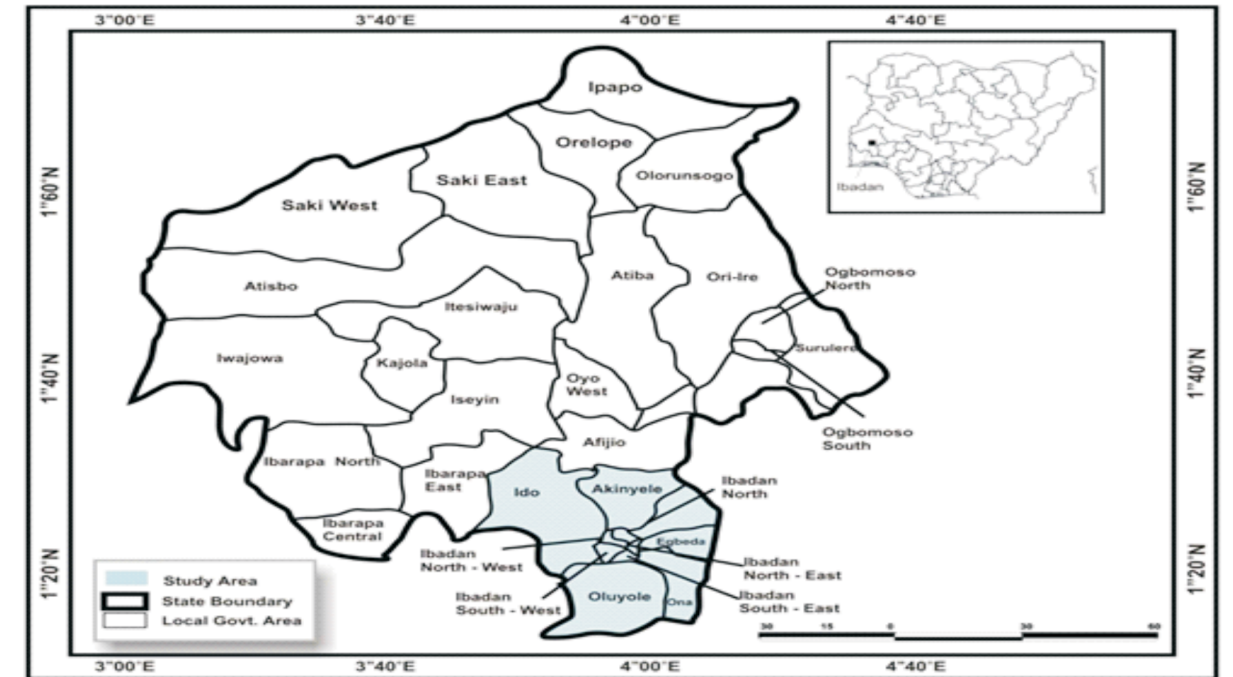 3°00'E 3°40'E 4°00'E 4°40'E
1°60'N
1°60'N
1°40'N
1°40'N
1°20'N
1°20'N
Ipapo
Orelope
Olorunsogo
Saki East
Saki West
Ibadan
Atisbo
Atiba
Ori-Ire
Ogbomoso
North
Itesiwaju
Iwajowa
Kajola
Surulere
Oyo
West
Iseyin
Afijio
Ogbomoso
South
Ibarapa North
Ibarapa
East
Ido
Akinyele
Ibadan
North
Ibarapa
Central
Egbeda
Ibadan
North - West
Ibadan
North - East
Ibadan
South - West
Oluyole
Ona
Ibadan
South - East
Study Area
State Boundary
Local Govt. Area
30 15 0 30 60
3°00'E 3°40'E 4°00'E 4°40'E